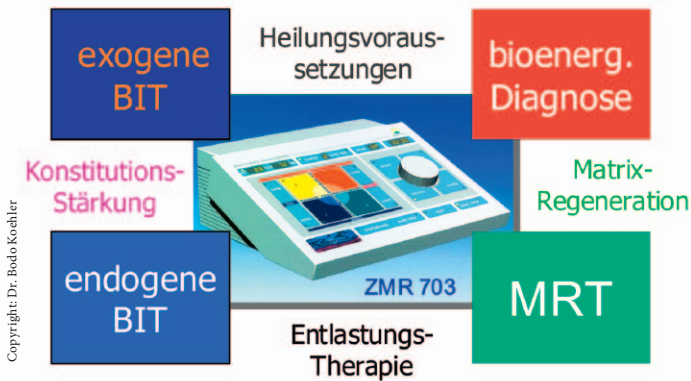 exogene
BIT
Heilungsvoraus-
setzungen
bioenerg.
Diagnose
Konstitutions-
Stärkung
Matrix-
Regeneration
endogene
BIT
ZMR 703
MRT
Entlastungs-
Therapie
Copyright: Dr. Bodo Koehler